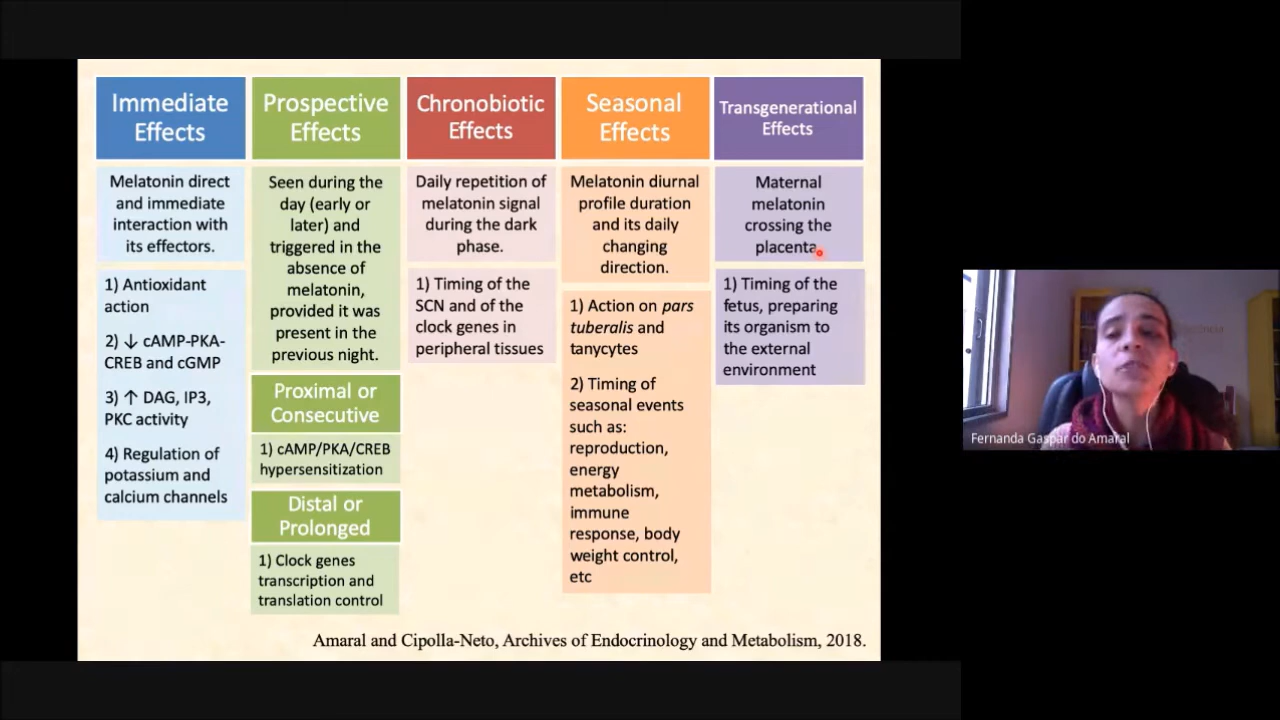 Immediate
Effects
Melatonin direct
and immediate
interaction with
its effectors.
1) Antioxidant
action
2) ↓ cAMP-PKA-
CREB and cGMP
3) ↑ DAG, IP3,
PKC activity
4) Regulation of
potassium and
calcium channels
Prospective
Effects
Seen during the
day (early or
later) and
triggered in the
absence of
melatonin,
provided it was
present in the
previous night.
Proximal or
Consecutive
1) cAMP/PKA/CREB
hypersensitization
Distal or
Prolonged
1) Clock genes
transcription and
translation control
Chronobiotic
Effects
Daily repetition of
melatonin signal
during the dark
phase.
1) Timing of the
SCN and of the
clock genes in
peripheral tissues
Seasonal
Effects
Melatonin diurnal
profile duration
and its daily
changing
direction.
1) Action on pars
tuberalis and
tanycytes
2) Timing of
seasonal events
such as:
reproduction,
energy
metabolism,
immune
response, body
weight control,
etc
Transgenerational
Effects
Maternal
melatonin
crossing the
placenta.
1) Timing of the
fetus, preparing
its organism to
the external
environment
Amaral and Cipolla-Neto, Archives of Endocrinology and Metabolism, 2018.
Fernanda Gaspar do Amaral